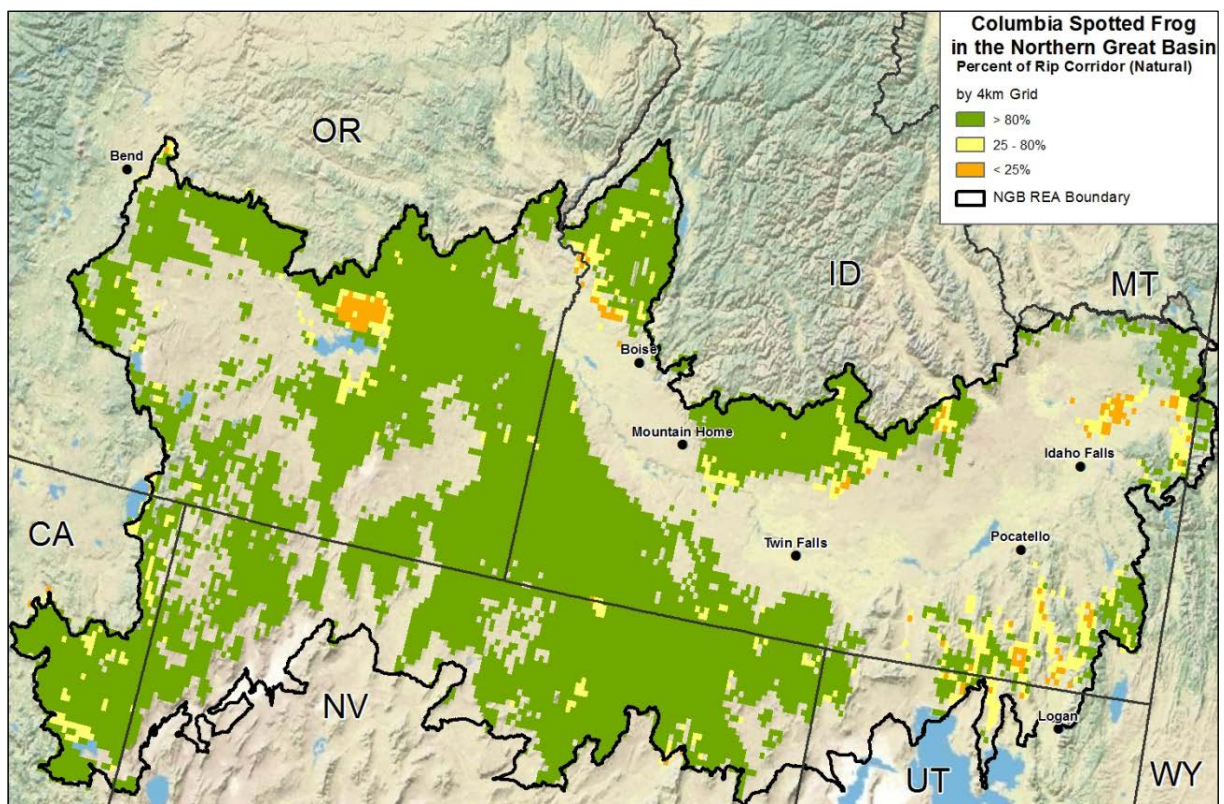 Columbia Spotted Frog
in the Northern Great Basin
Percent of Rip Corridor (Natural)
by 4km Grid
> 80%
25 - 80%
< 25%
NGB REA Boundary
OR
Bend
ID
MT
Boise
Mountain Home
Idaho Falls
CA
Twin Falls
Pocatello
NV
Logan
UT
WY